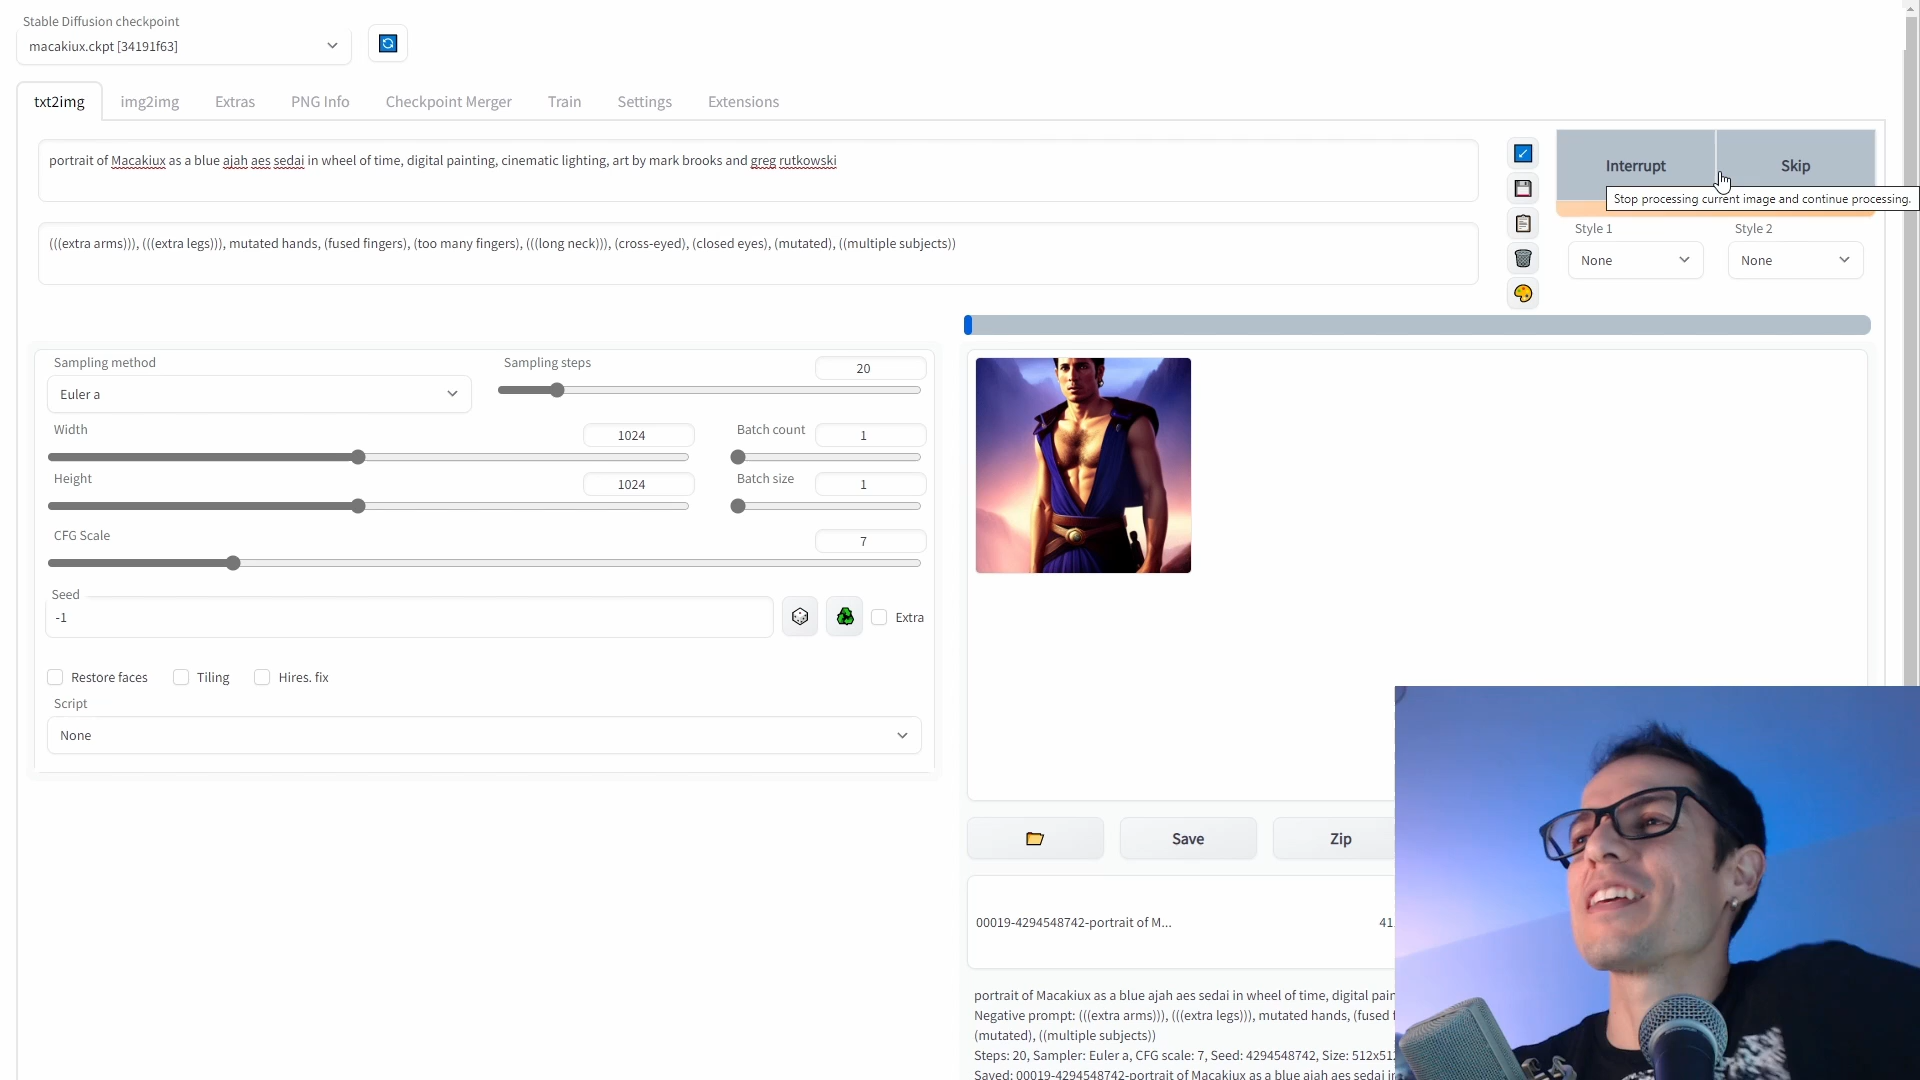 Stable Diffusion checkpoint
macakiux.ckpt [34191f63]
txt2img
img2img
Extras
PNG Info
Checkpoint Merger
Train
Settings
Extensions
portrait of Macakiux as a blue ajah aes sedai in wheel of time, digital painting, cinematic lighting, art by mark brooks and greg rutkowski
(((extra arms))), (((extra legs))), mutated hands, (fused fingers), (too many fingers), (((long neck))), (cross-eyed), (closed eyes), (mutated), ((multiple subjects))
Interrupt
Skip
Stop processing current image and continue processing.
Style 1
Style 2
None
None
Sampling method
Euler a
Sampling steps
20
Width
1024
Batch count
1
Height
1024
Batch size
1
CFG Scale
7
Seed
-1
Extra
Restore faces
Tiling
Hires. fix
Script
None
Save
Zip
00019-4294548742-portrait of M...
41
portrait of Macakiux as a blue ajah aes sedai in wheel of time, digital pain
Negative prompt: (((extra arms))), (((extra legs))), mutated hands, (fused f
(mutated), ((multiple subjects))
Steps: 20, Sampler: Euler a, CFG scale: 7, Seed: 4294548742, Size: 512x512
Saved: 00019-4294548742-portrait of Macakiux as a blue ajah aes sedai in